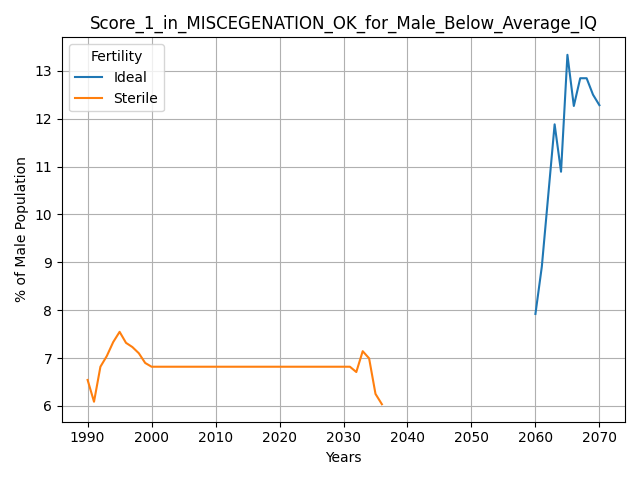 Score_1_in_MISCEGENATION_OK_for_Male_Below_Average_IQ
Fertility
Ideal
Sterile
% of Male Population
13
12
11
10
9
8
7
6
1990 2000 2010 2020 2030 2040 2050 2060 2070
Years